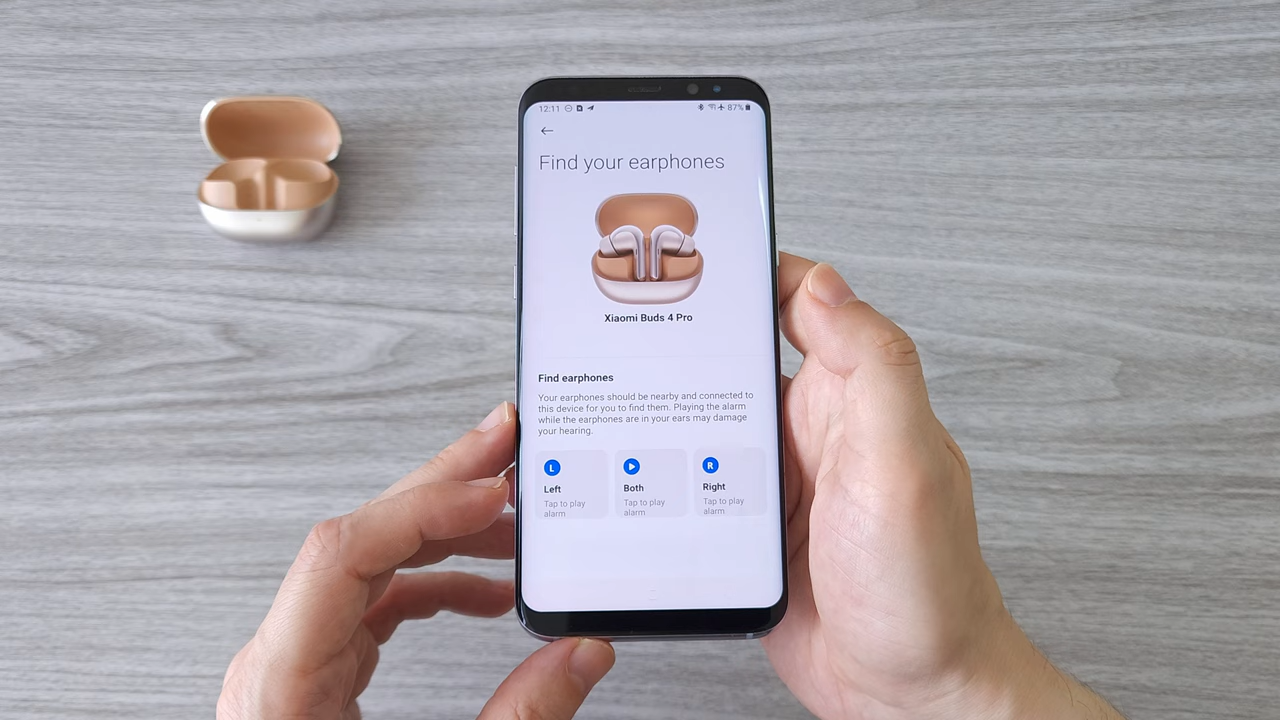 12:11 87%
Find your earphones
Xiaomi Buds 4 Pro
Find earphones
Your earphones should be nearby and connected to
this device for you to find them. Playing the alarm
while the earphones are in your ears may damage
your hearing.
L R
Left Both Right
Tap to play Tap to play Tap to play
alarm alarm alarm